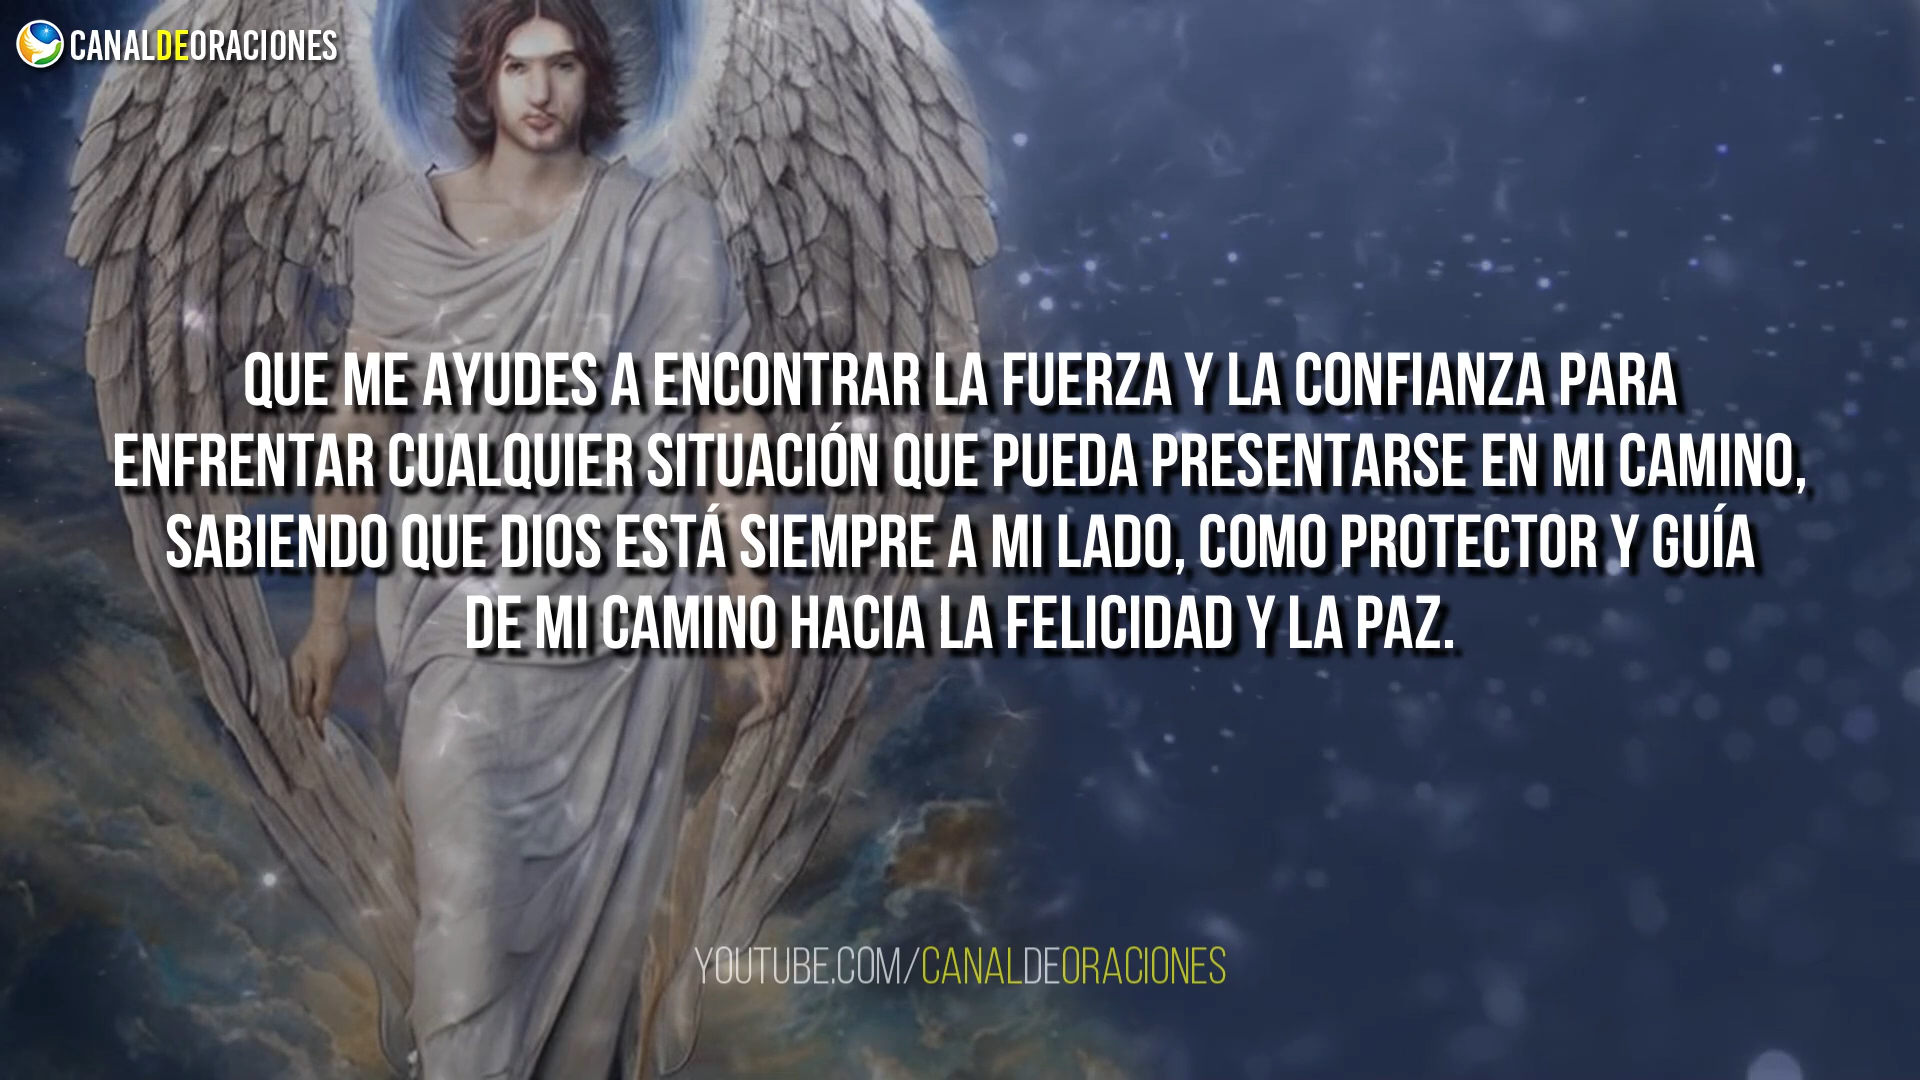 CANALDEORACIONES
QUE ME AYUDES A ENCONTRAR LA FUERZA Y LA CONFIANZA PARA
ENFRENTAR CUALQUIER SITUACIÓN QUE PUEDA PRESENTARSE EN MI CAMINO,
SABIENDO QUE DIOS ESTÁ SIEMPRE A MI LADO, COMO PROTECTOR Y GUÍA
DE MI CAMINO HACIA LA FELICIDAD Y LA PAZ.
YOUTUBE.COM/CANALDEORACIONES